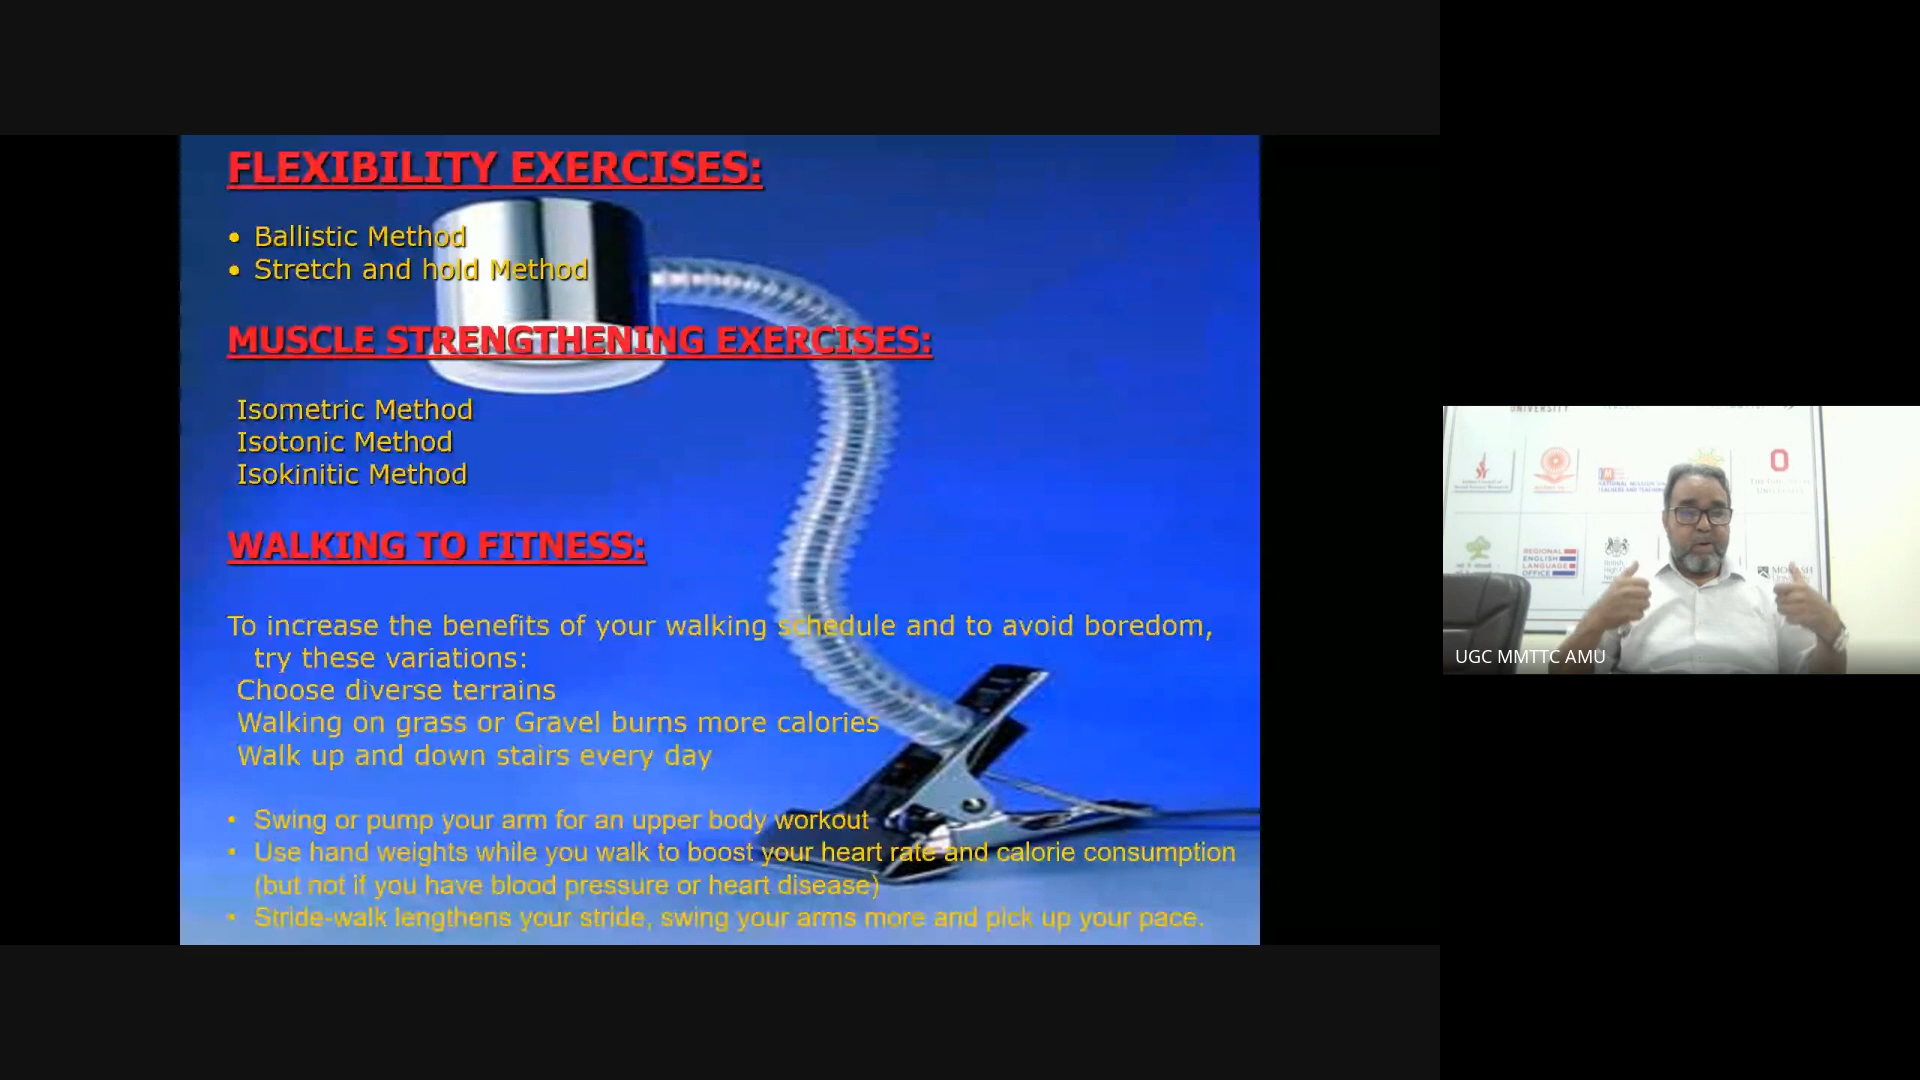 FLEXIBILITY EXERCISES:
• Ballistic Method
• Stretch and hold Method
MUSCLE STRENGTHENING EXERCISES:
Isometric Method
Isotonic Method
Isokinitic Method
WALKING TO FITNESS:
To increase the benefits of your walking schedule and to avoid boredom,
try these variations:
Choose diverse terrains
Walking on grass or Gravel burns more calories
Walk up and down stairs every day
• Swing or pump your arm for an upper body workout
• Use hand weights while you walk to boost your heart rate and calorie consumption
(but not if you have blood pressure or heart disease)
• Stride-walk lengthens your stride, swing your arms more and pick up your pace.
UNIVERSITY
REGIONAL
ENGLISH
LANGUAGE
OFFICE
UGC MMTTC AMU